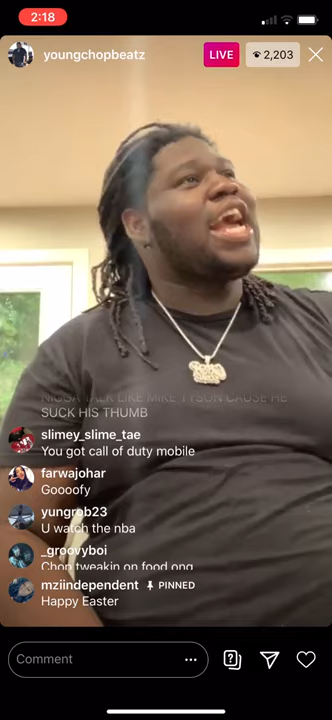 2:18
youngchopbeatz
LIVE
2,203
NIGGA TALK LIKE MIKE TYSON CAUSE HE
SUCK HIS THUMB
slimey_slime_tae
You got call of duty mobile
farwajohar
Goooofy
yungrob23
U watch the nba
_groovyboi
Chop tweakin on food ong
mziindependent PINNED
Happy Easter
Comment